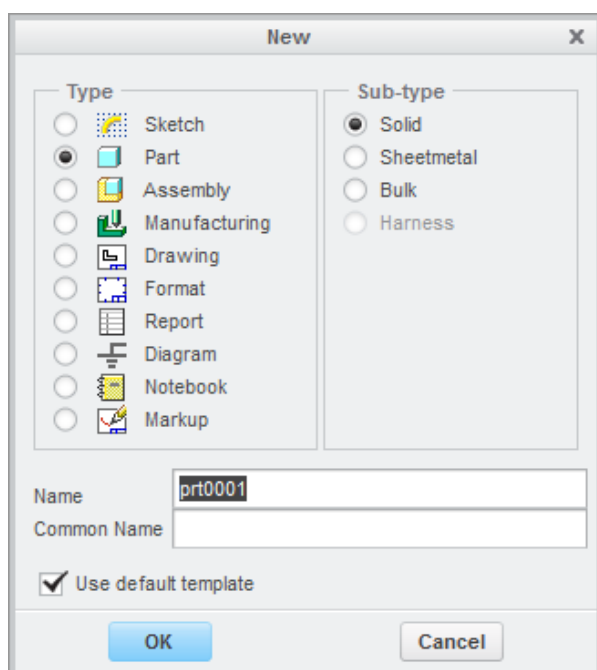 New
Type
Sketch
Part
Assembly
Manufacturing
Drawing
Format
Report
Diagram
Notebook
Markup
Sub-type
Solid
Sheetmetal
Bulk
Harness
Name prt0001
Common Name
Use default template
OK Cancel